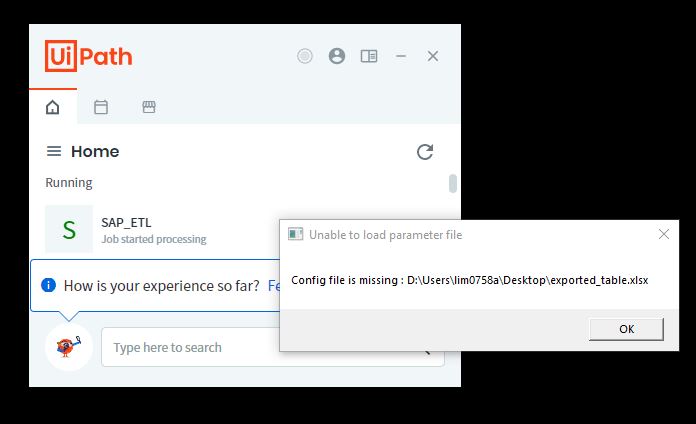 UiPath
Home
Running
S
SAP_ETL
Job started processing
Unable to load parameter file
Config file is missing : D:\Users\lim0758a\Desktop\exported_table.xlsx
OK
How is your experience so far? Fe
Type here to search